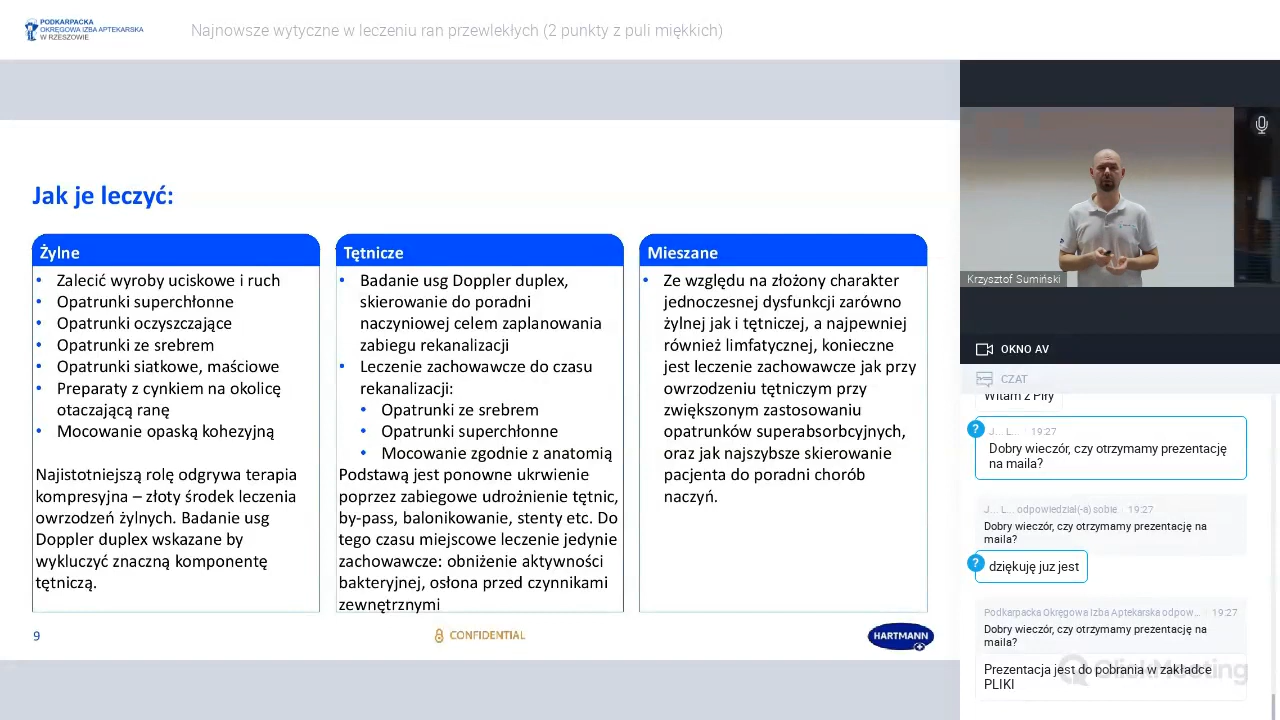 PODKARPACKA
OKRĘGOWA IZBA APTEKARSKA
W RZESZOWIE
Najnowsze wytyczne w leczeniu ran przewlekłych (2 punkty z puli miękkich)
Jak je leczyć:
Żylne
• Zalecić wyroby uciskowe i ruch
• Opatrunki superchłonne
• Opatrunki oczyszczające
• Opatrunki ze srebrem
• Opatrunki siatkowe, maściowe
• Preparaty z cynkiem na okolicę
otaczającą ranę
• Mocowanie opaską kohezyjną
Najistotniejszą rolę odgrywa terapia
kompresyjna – złoty środek leczenia
owrzodzeń żylnych. Badanie usg
Doppler duplex wskazane by
wykluczyć znaczną komponentę
tętniczą.
Tętnicze
• Badanie usg Doppler duplex,
skierowanie do poradni
naczyniowej celem zaplanowania
zabiegu rekanalizacji
• Leczenie zachowawcze do czasu
rekanalizacji:
• Opatrunki ze srebrem
• Opatrunki superchłonne
• Mocowanie zgodnie z anatomią
Podstawą jest ponowne ukrwienie
poprzez zabiegowe udrożnienie tętnic,
by-pass, balonikowanie, stenty etc. Do
tego czasu miejscowe leczenie jedynie
zachowawcze: obniżenie aktywności
bakteryjnej, osłona przed czynnikami
zewnętrznymi
Mieszane
• Ze względu na złożony charakter
jednoczesnej dysfunkcji zarówno
żylnej jak i tętniczej, a najpewniej
również limfatycznej, konieczne
jest leczenie zachowawcze jak przy
owrzodzeniu tętniczym przy
zwiększonym zastosowaniu
opatrunków superabsorbcyjnych,
oraz jak najszybsze skierowanie
pacjenta do poradni chorób
naczyń.
9
CONFIDENTIAL
HARTMANN
Krzysztof Sumiński
OKNO AV
CZAT
Witam z Piły
J... L... · 19:27
Dobry wieczór, czy otrzymamy prezentację
na maila?
J... L... odpowiedział(-a) sobie · 19:27
Dobry wieczór, czy otrzymamy prezentację na
maila?
dziękuję juz jest
Podkarpacka Okręgowa Izba Aptekarska odpow... · 19:27
Dobry wieczór, czy otrzymamy prezentację na
maila?
Prezentacja jest do pobrania w zakładce
PLIKI
ClickMeeting